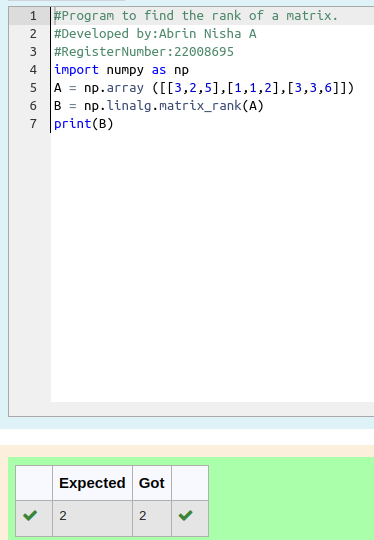 1 #Program to find the rank of a matrix.
2 #Developed by:Abrin Nisha A
3 #RegisterNumber:22008695
4 import numpy as np
5 A = np.array ([[3,2,5],[1,1,2],[3,3,6]])
6 B = np.linalg.matrix_rank(A)
7 print(B)
Expected Got
2 2